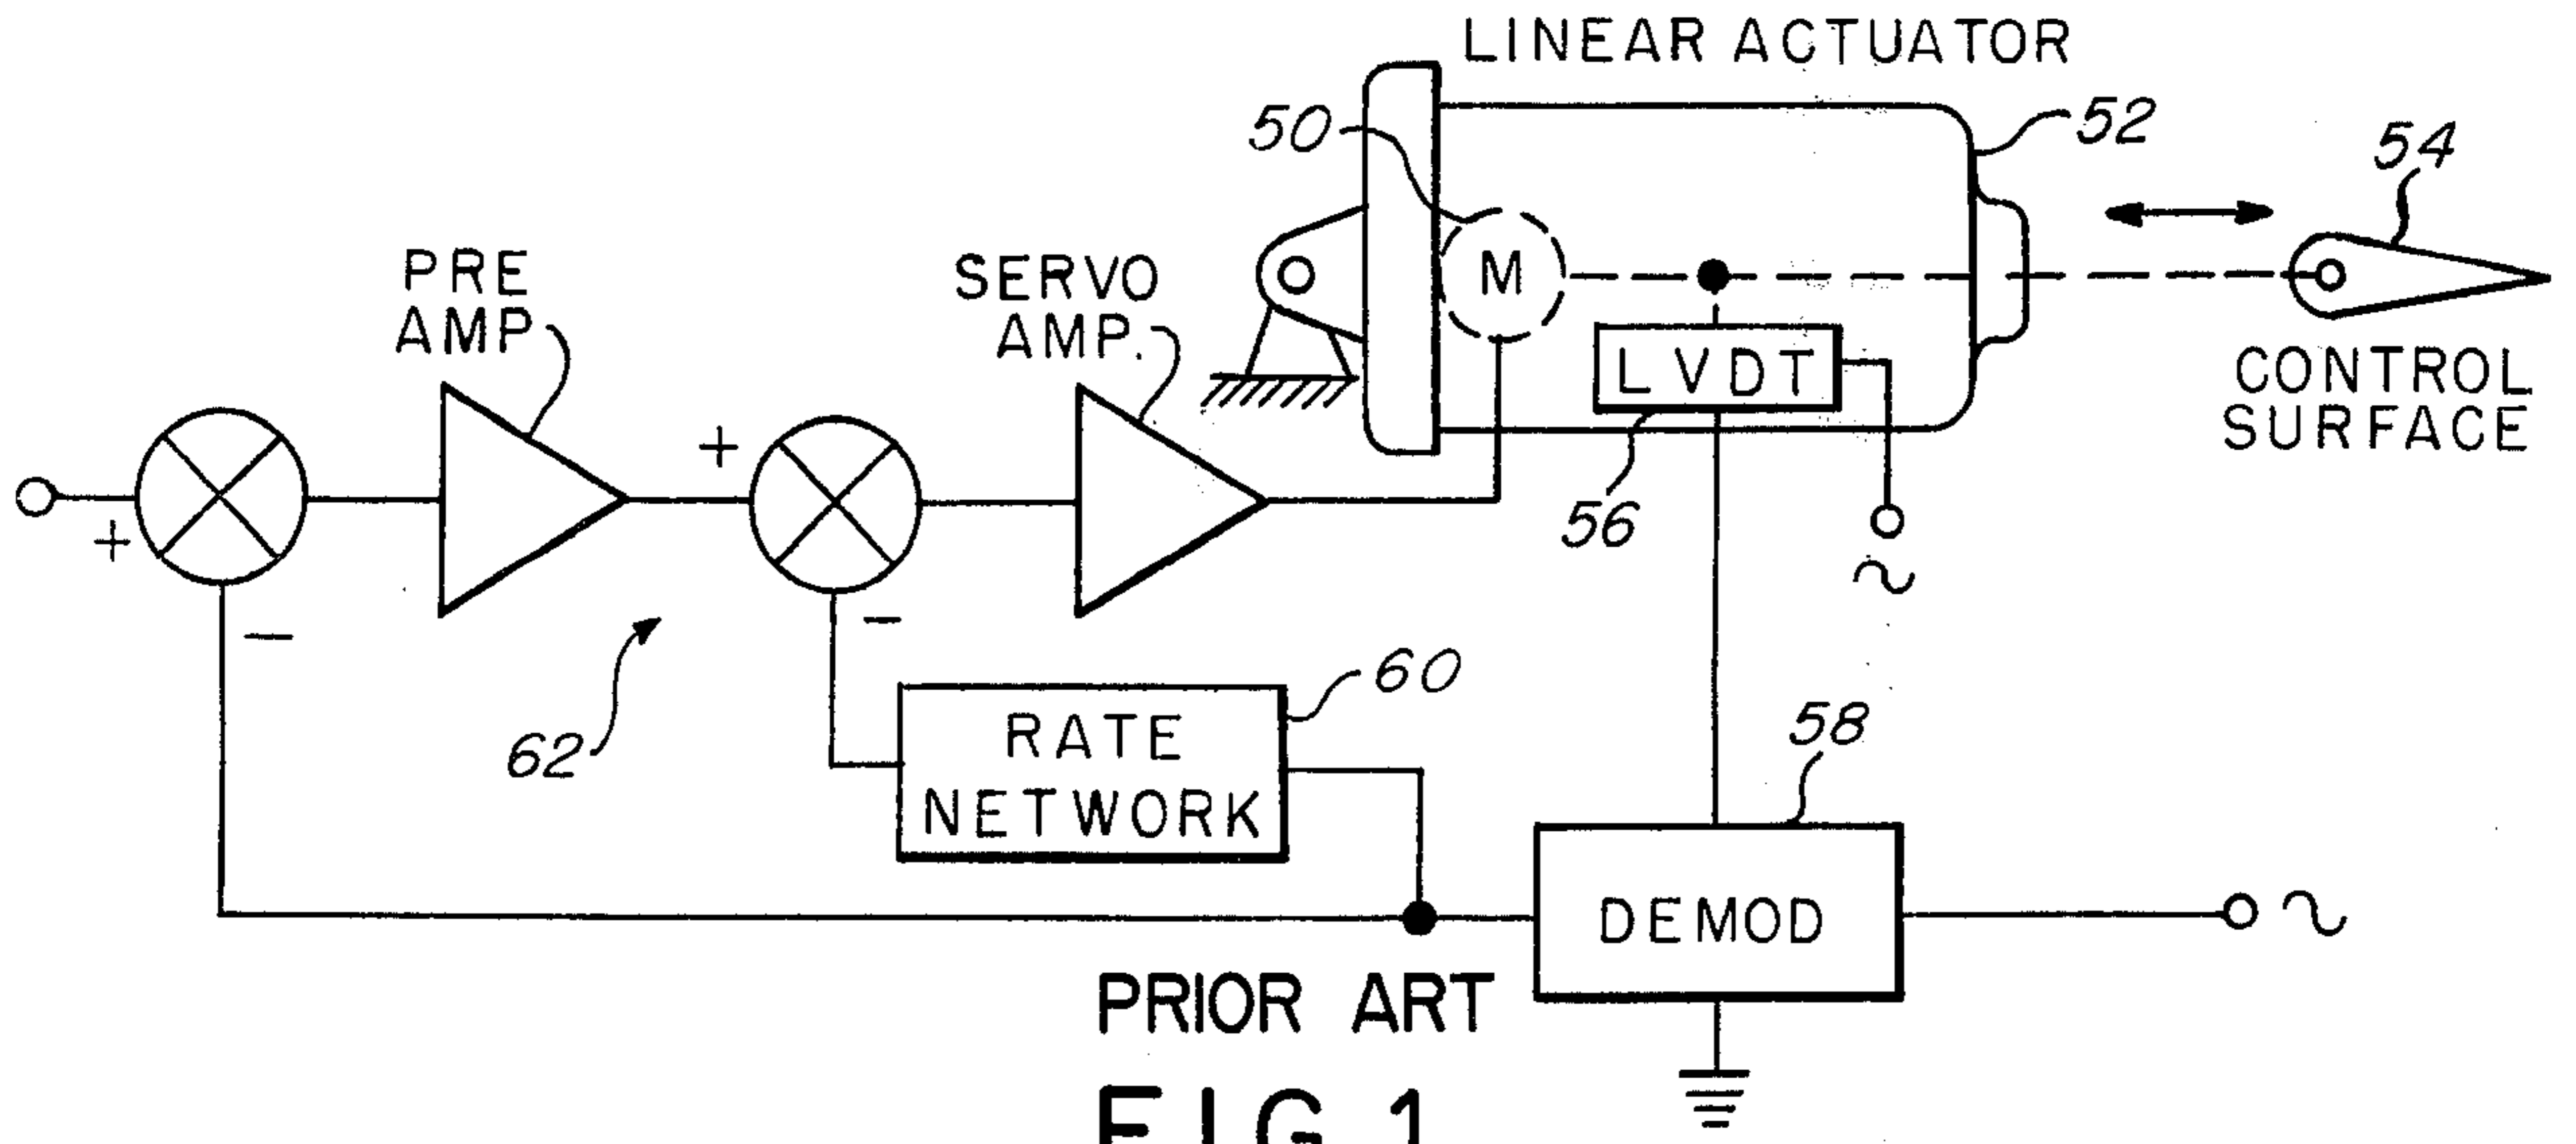 LINEAR ACTUATOR
50
52
54
PRE
AMP.
SERVO
AMP.
M
LVDT
CONTROL
SURFACE
+
+
56
~
−
−
62
60
RATE
NETWORK
58
DEMOD
~
PRIOR ART
FIG.1